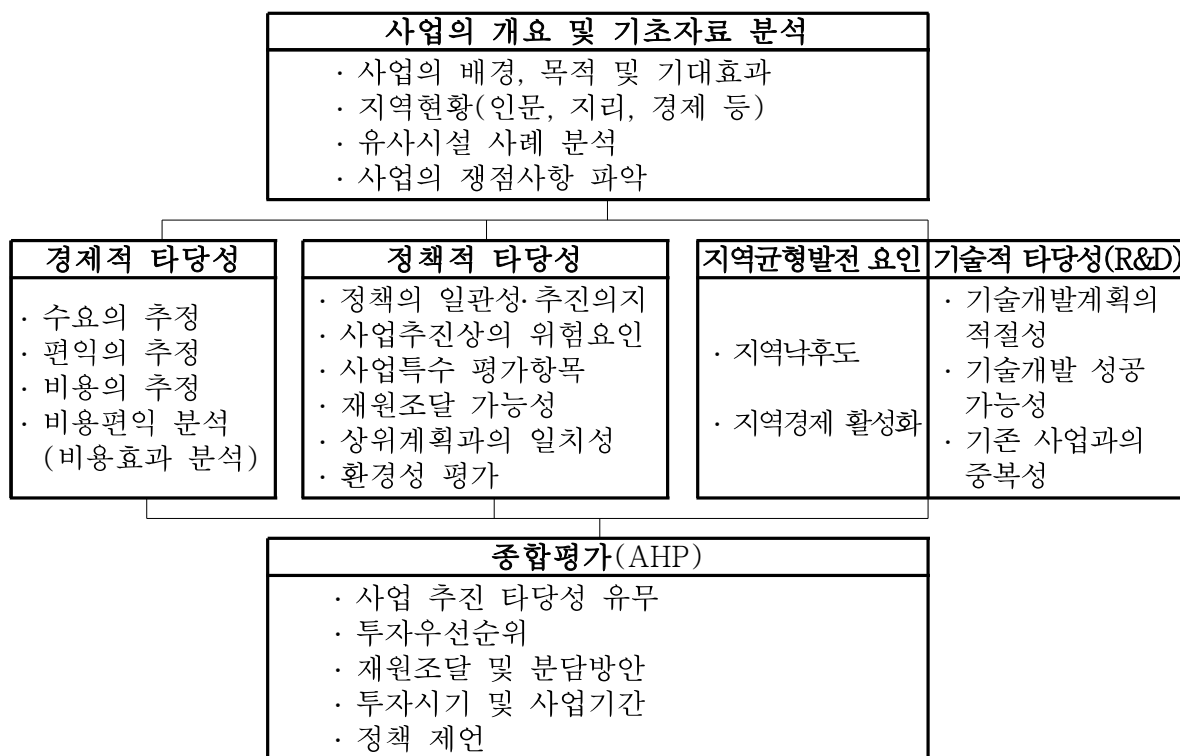 사업의 개요 및 기초자료 분석
· 사업의 배경, 목적 및 기대효과
· 지역현황(인문, 지리, 경제 등)
· 유사시설 사례 분석
· 사업의 쟁점사항 파악
경제적 타당성
· 수요의 추정
· 편익의 추정
· 비용의 추정
· 비용편익 분석
(비용효과 분석)
정책적 타당성
· 정책의 일관성·추진의지
· 사업추진상의 위험요인
· 사업특수 평가항목
· 재원조달 가능성
· 상위계획과의 일치성
· 환경성 평가
지역균형발전 요인
· 지역낙후도
· 지역경제 활성화
기술적 타당성(R&D)
· 기술개발계획의
적절성
· 기술개발 성공
가능성
· 기존 사업과의
중복성
종합평가(AHP)
· 사업 추진 타당성 유무
· 투자우선순위
· 재원조달 및 분담방안
· 투자시기 및 사업기간
· 정책 제언